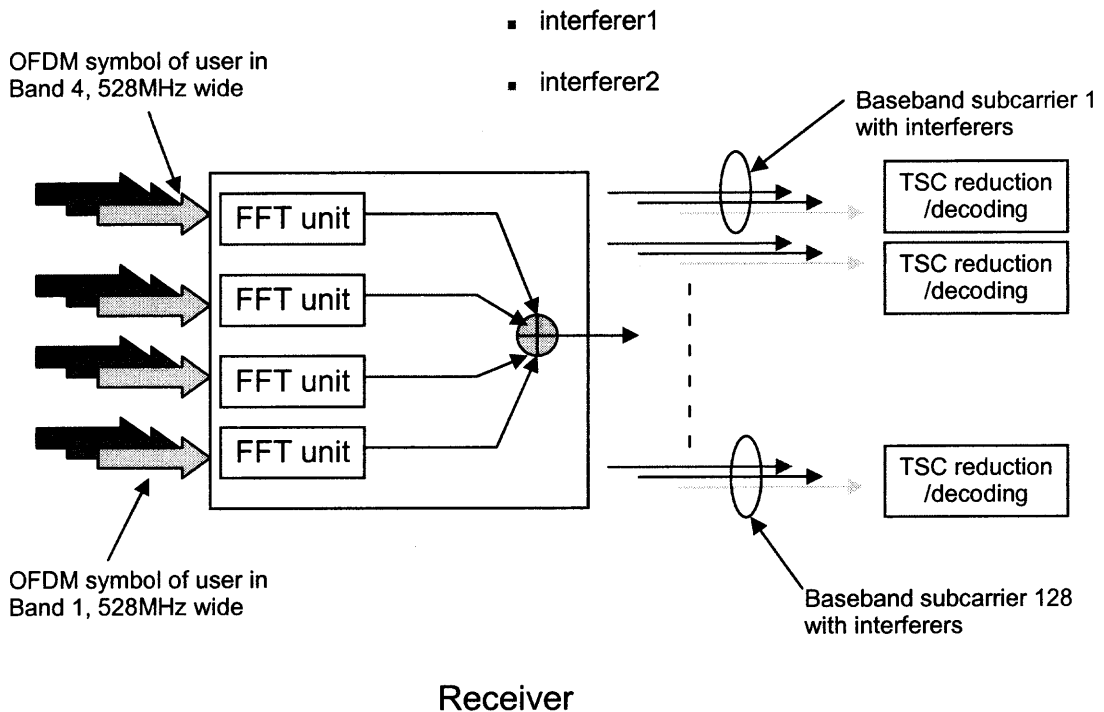 interferer1
interferer2
OFDM symbol of user in
Band 4, 528MHz wide
Baseband subcarrier 1
with interferers
FFT unit
FFT unit
FFT unit
FFT unit
TSC reduction
/decoding
TSC reduction
/decoding
TSC reduction
/decoding
OFDM symbol of user in
Band 1, 528MHz wide
Baseband subcarrier 128
with interferers
Receiver